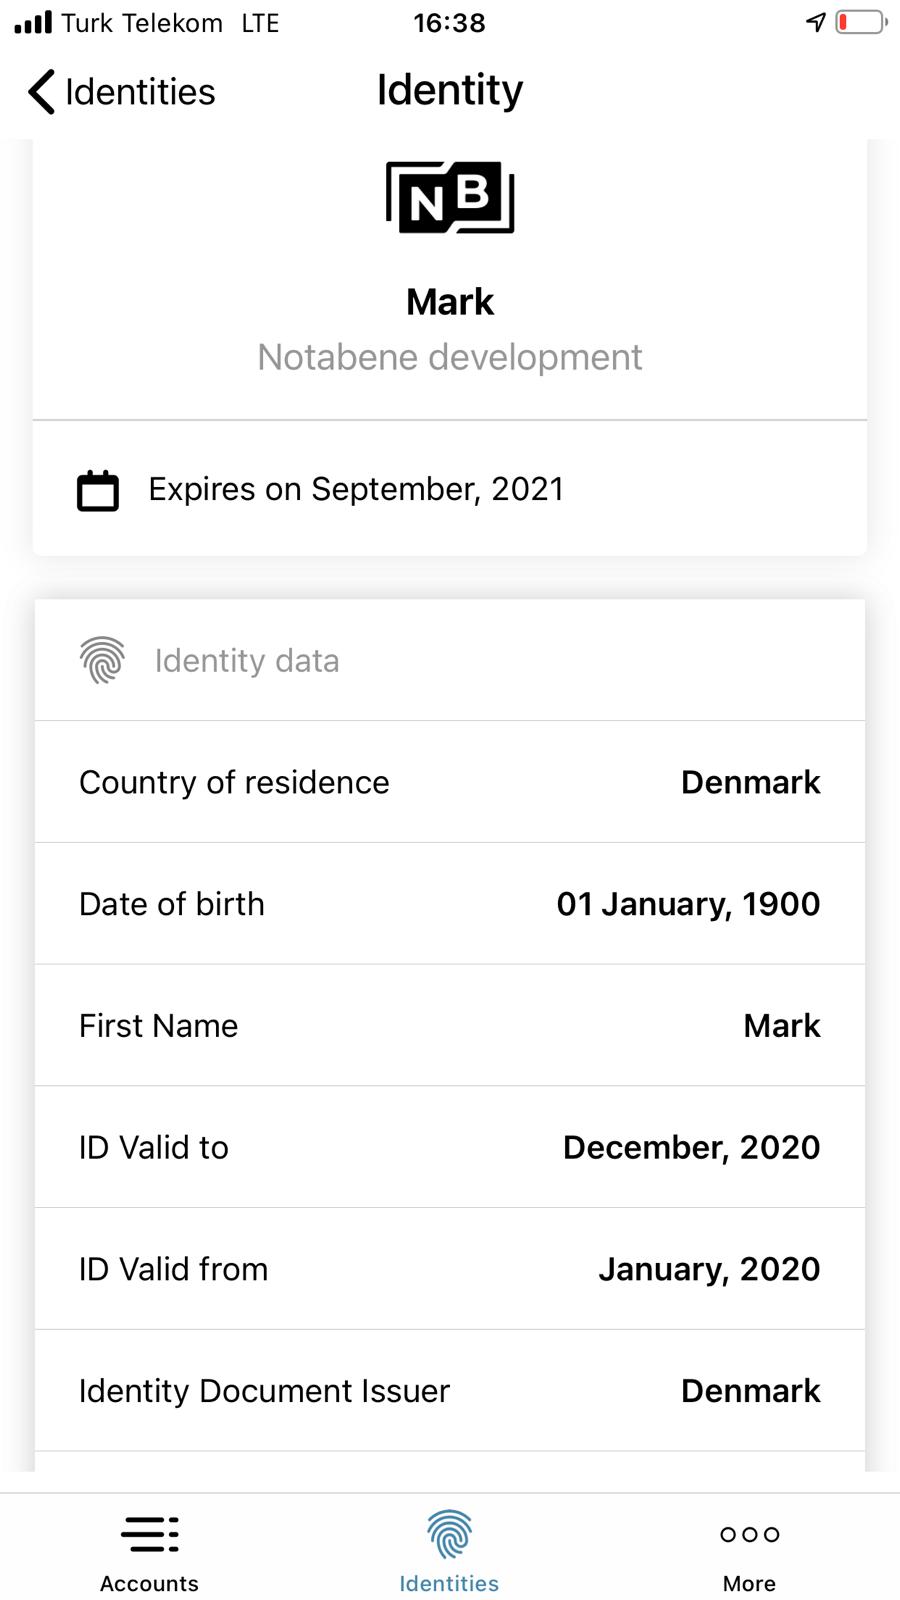 Turk Telekom LTE 16:38
Identities Identity
NB
Mark
Notabene development
Expires on September, 2021
Identity data
Country of residence Denmark
Date of birth 01 January, 1900
First Name Mark
ID Valid to December, 2020
ID Valid from January, 2020
Identity Document Issuer Denmark
Accounts Identities More